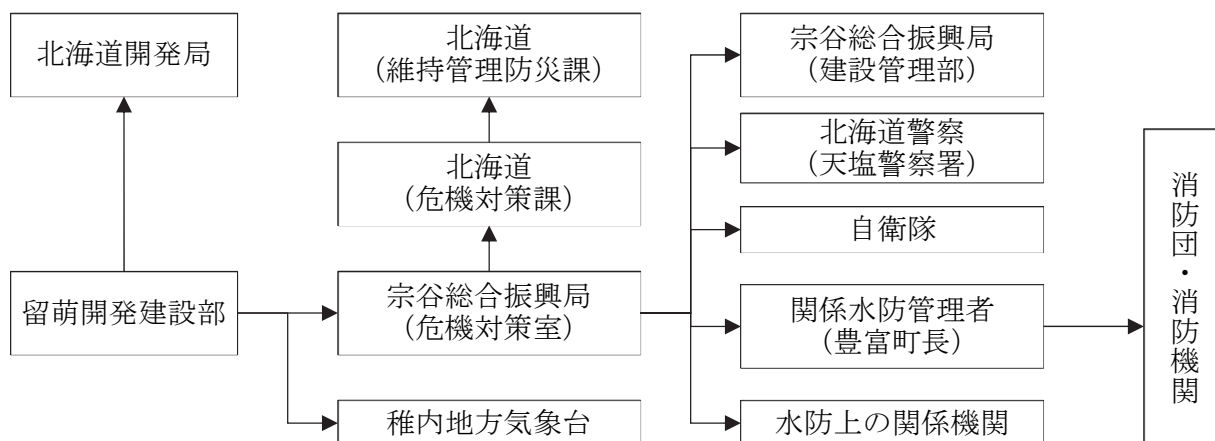 北海道開発局
北海道
(維持管理防災課)
宗谷総合振興局
(建設管理部)
北海道
(危機対策課)
北海道警察
(天塩警察署)
自衛隊
留萌開発建設部
宗谷総合振興局
(危機対策室)
関係水防管理者
(豊富町長)
稚内地方気象台
水防上の関係機関
消防団・消防機関